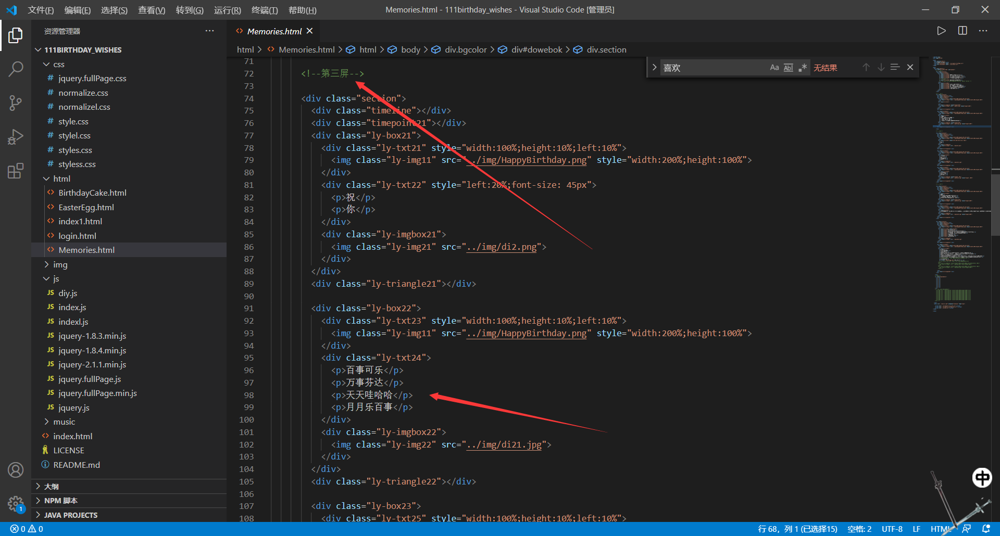 文件(F) 编辑(E) 选择(S) 查看(V) 转到(G) 运行(R) 终端(T) 帮助(H) Memories.html - 111birthday_wishes - Visual Studio Code [管理员]
资源管理器
111BIRTHDAY_WISHES
css
jquery.fullPage.css
normalize.css
normalizel.css
style.css
stylel.css
styles.css
styless.css
html
BirthdayCake.html
EasterEgg.html
index1.html
login.html
Memories.html
img
js
JS diy.js
JS index.js
JS indexl.js
JS jquery-1.8.3.min.js
JS jquery-1.8.4.min.js
JS jquery-2.1.1.min.js
JS jquery.fullPage.js
JS jquery.fullPage.min.js
JS jquery.js
music
index.html
LICENSE
README.md
大纲
NPM 脚本
JAVA PROJECTS
1
Memories.html
html > Memories.html > html > body > div.bgcolor > div#dowebok > div.section
喜欢 Aa Abl .* 无结果
71
72 <!--第三屏-->
73
74 <div class="section">
75 <div class="timeline"></div>
76 <div class="timepoint21"></div>
77 <div class="ly-box21">
78 <div class="ly-txt21" style="width:100%;height:10%;left:10%">
79 <img class="ly-img11" src="../img/HappyBirthday.png" style="width:200%;height:100%">
80 </div>
81 <div class="ly-txt22" style="left:20%;font-size: 45px">
82 <p>祝</p>
83 <p>你</p>
84 </div>
85 <div class="ly-imgbox21">
86 <img class="ly-img21" src="../img/di2.png">
87 </div>
88 </div>
89 <div class="ly-triangle21"></div>
90
91 <div class="ly-box22">
92 <div class="ly-txt23" style="width:100%;height:10%;left:10%">
93 <img class="ly-img11" src="../img/HappyBirthday.png" style="width:200%;height:100%">
94 </div>
95 <div class="ly-txt24">
96 <p>百事可乐</p>
97 <p>万事芬达</p>
98 <p>天天哇哈哈</p>
99 <p>月月乐百事</p>
100 </div>
101 <div class="ly-imgbox22">
102 <img class="ly-img22" src="../img/di21.jpg">
103 </div>
104 </div>
105 <div class="ly-triangle22"></div>
106
107 <div class="ly-box23">
108 <div class="ly-txt25" style="width:100%;height:10%;left:10%">
中
0 0 行 68，列 1 (已选择15) 空格: 2 UTF-8 LF HTML